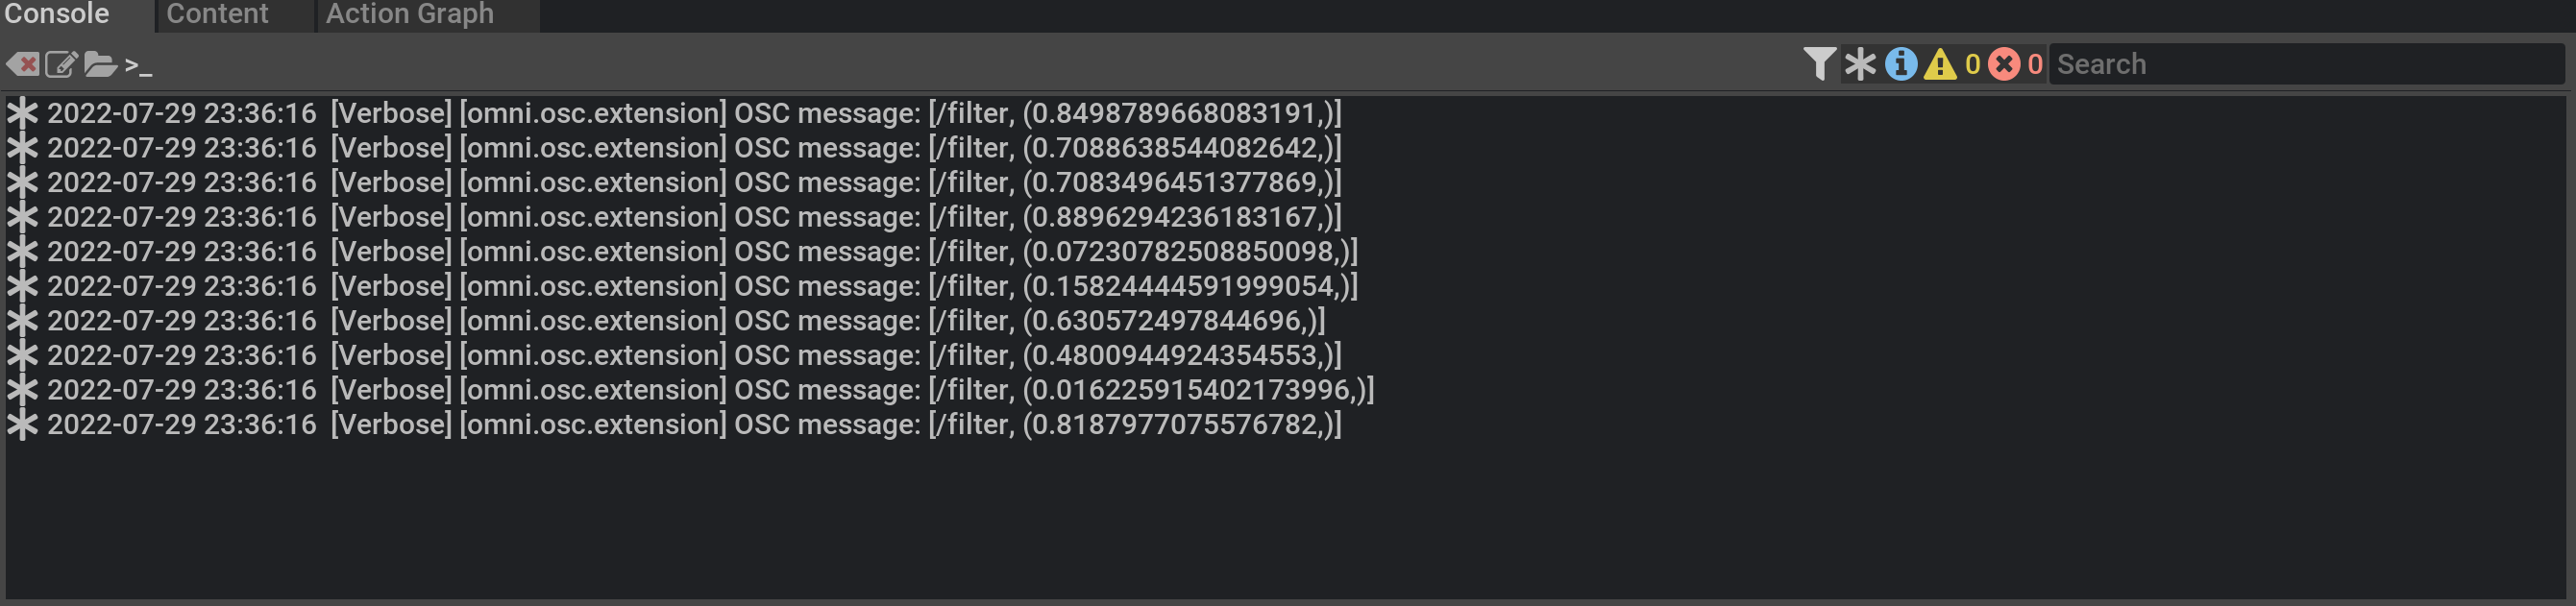 Console Content Action Graph
>_ 0 0 Search
2022-07-29 23:36:16 [Verbose] [omni.osc.extension] OSC message: [/filter, (0.8498789668083191,)]
2022-07-29 23:36:16 [Verbose] [omni.osc.extension] OSC message: [/filter, (0.7088638544082642,)]
2022-07-29 23:36:16 [Verbose] [omni.osc.extension] OSC message: [/filter, (0.7083496451377869,)]
2022-07-29 23:36:16 [Verbose] [omni.osc.extension] OSC message: [/filter, (0.8896294236183167,)]
2022-07-29 23:36:16 [Verbose] [omni.osc.extension] OSC message: [/filter, (0.07230782508850098,)]
2022-07-29 23:36:16 [Verbose] [omni.osc.extension] OSC message: [/filter, (0.15824444591999054,)]
2022-07-29 23:36:16 [Verbose] [omni.osc.extension] OSC message: [/filter, (0.630572497844696,)]
2022-07-29 23:36:16 [Verbose] [omni.osc.extension] OSC message: [/filter, (0.4800944924354553,)]
2022-07-29 23:36:16 [Verbose] [omni.osc.extension] OSC message: [/filter, (0.016225915402173996,)]
2022-07-29 23:36:16 [Verbose] [omni.osc.extension] OSC message: [/filter, (0.8187977075576782,)]